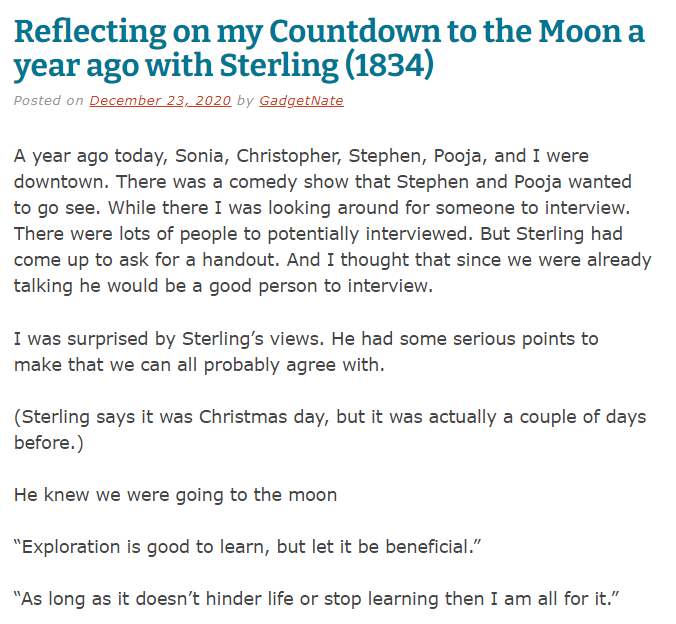 Reflecting on my Countdown to the Moon a
year ago with Sterling (1834)
Posted on December 23, 2020 by GadgetNate
A year ago today, Sonia, Christopher, Stephen, Pooja, and I were
downtown. There was a comedy show that Stephen and Pooja wanted
to go see. While there I was looking around for someone to interview.
There were lots of people to potentially interviewed. But Sterling had
come up to ask for a handout. And I thought that since we were already
talking he would be a good person to interview.
I was surprised by Sterling’s views. He had some serious points to
make that we can all probably agree with.
(Sterling says it was Christmas day, but it was actually a couple of days
before.)
He knew we were going to the moon
“Exploration is good to learn, but let it be beneficial.”
“As long as it doesn’t hinder life or stop learning then I am all for it.”